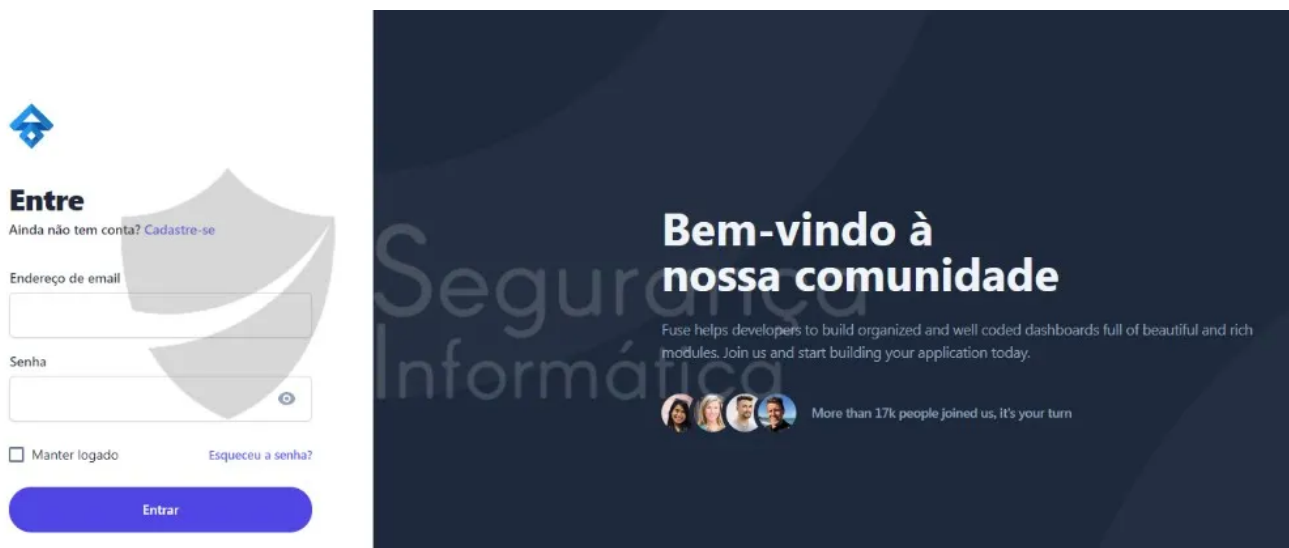 Entre
Ainda não tem conta? Cadastre-se
Endereço de email
Senha
Manter logado
Esqueceu a senha?
Entrar
Bem-vindo à
nossa comunidade
Fuse helps developers to build organized and well coded dashboards full of beautiful and rich
modules. Join us and start building your application today.
More than 17k people joined us, it's your turn
Segurança
Informática